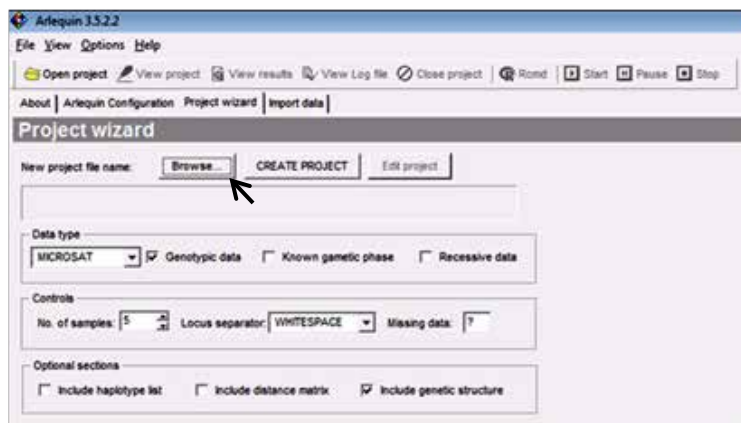 Arlequin 3.5.2.2
File View Options Help
Open project View project View results View Log file Close project Rcmd Start Pause Stop
About Arlequin Configuration Project wizard Import data
Project wizard
New project file name: Browse... CREATE PROJECT Edit project
Data type
MICROSAT Genotypic data Known gametic phase Recessive data
Controls
No. of samples: 5 Locus separator: WHITESPACE Missing data: ?
Optional sections
Include haplotype list Include distance matrix Include genetic structure